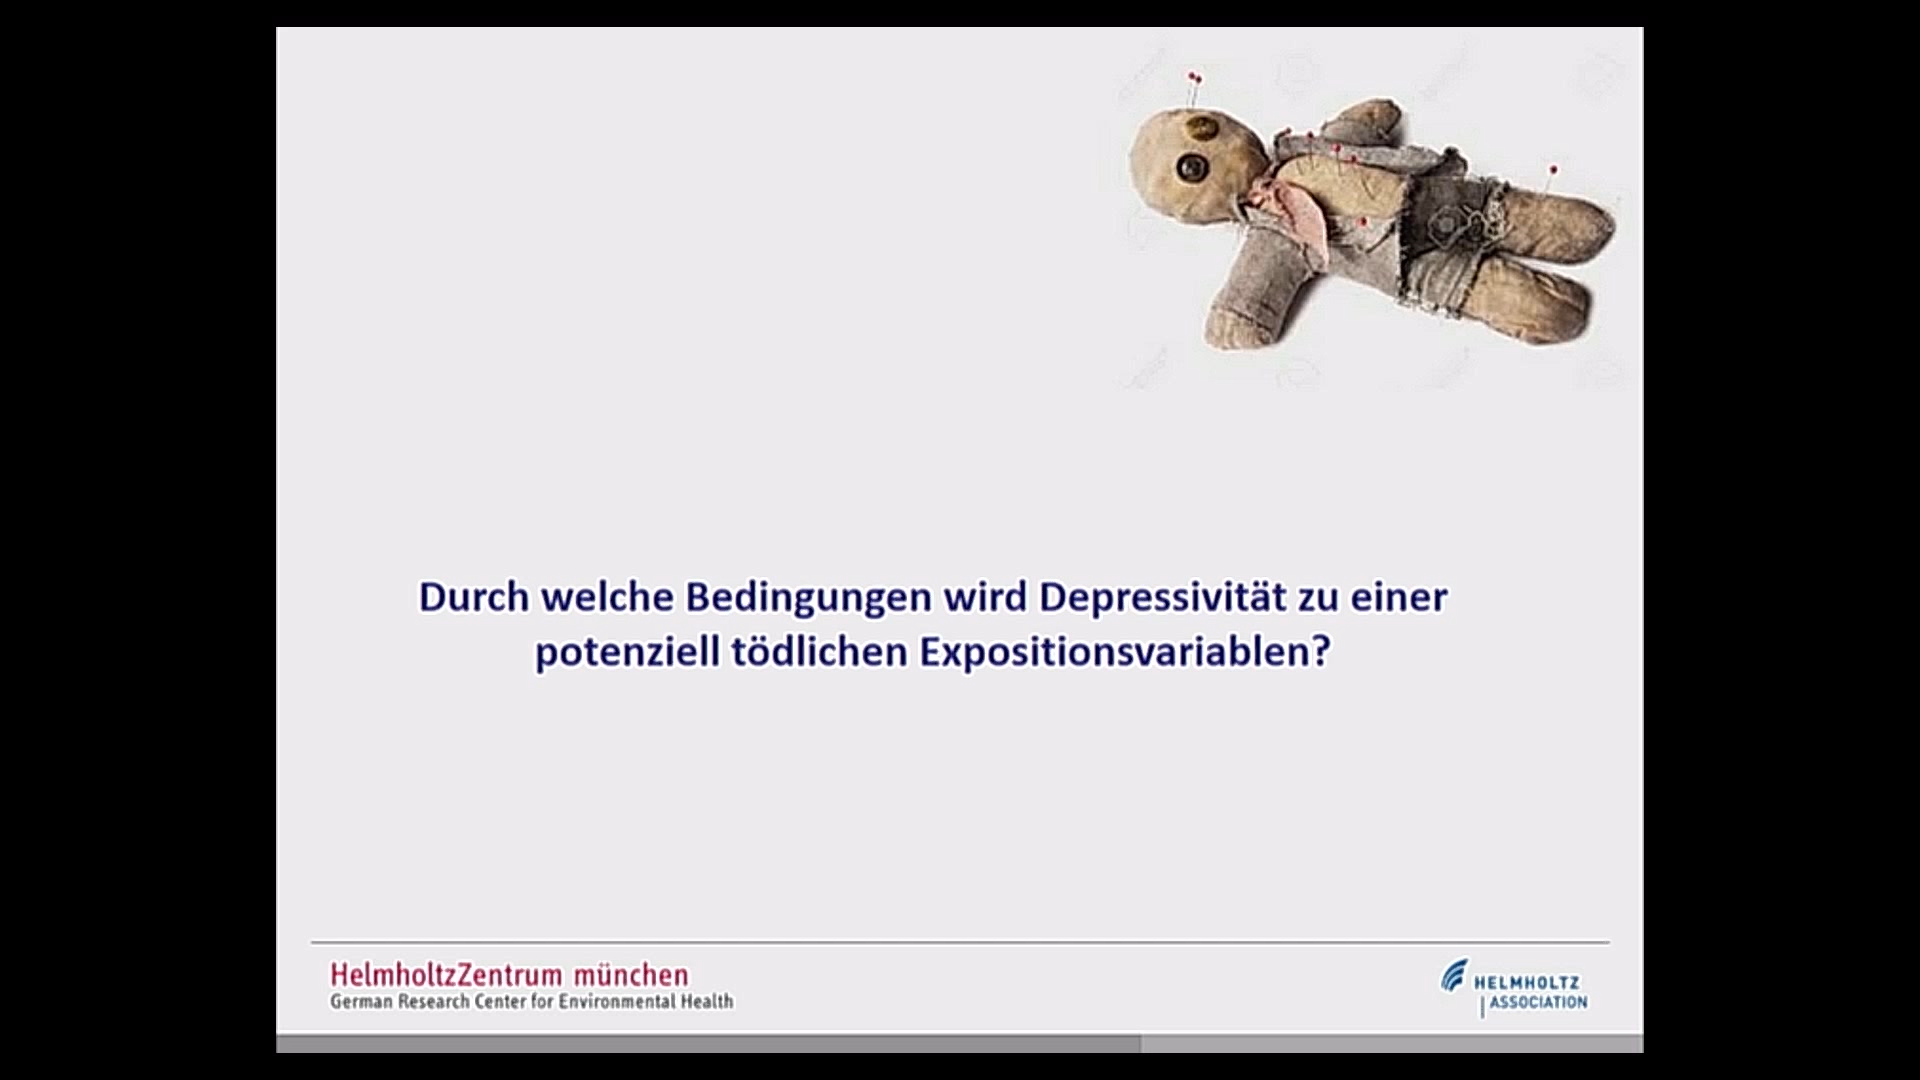 Durch welche Bedingungen wird Depressivität zu einer
potenziell tödlichen Expositionsvariablen?
HelmholtzZentrum münchen
German Research Center for Environmental Health
HELMHOLTZ
ASSOCIATION